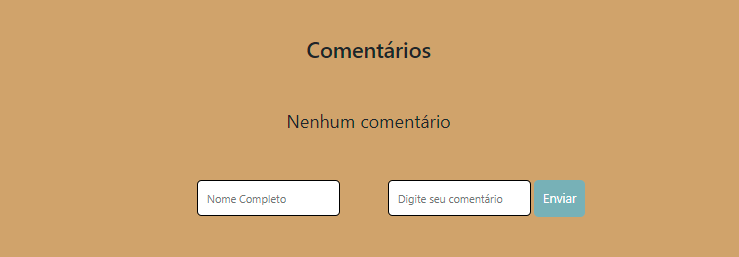 Comentários
Nenhum comentário
Nome Completo
Digite seu comentário
Enviar